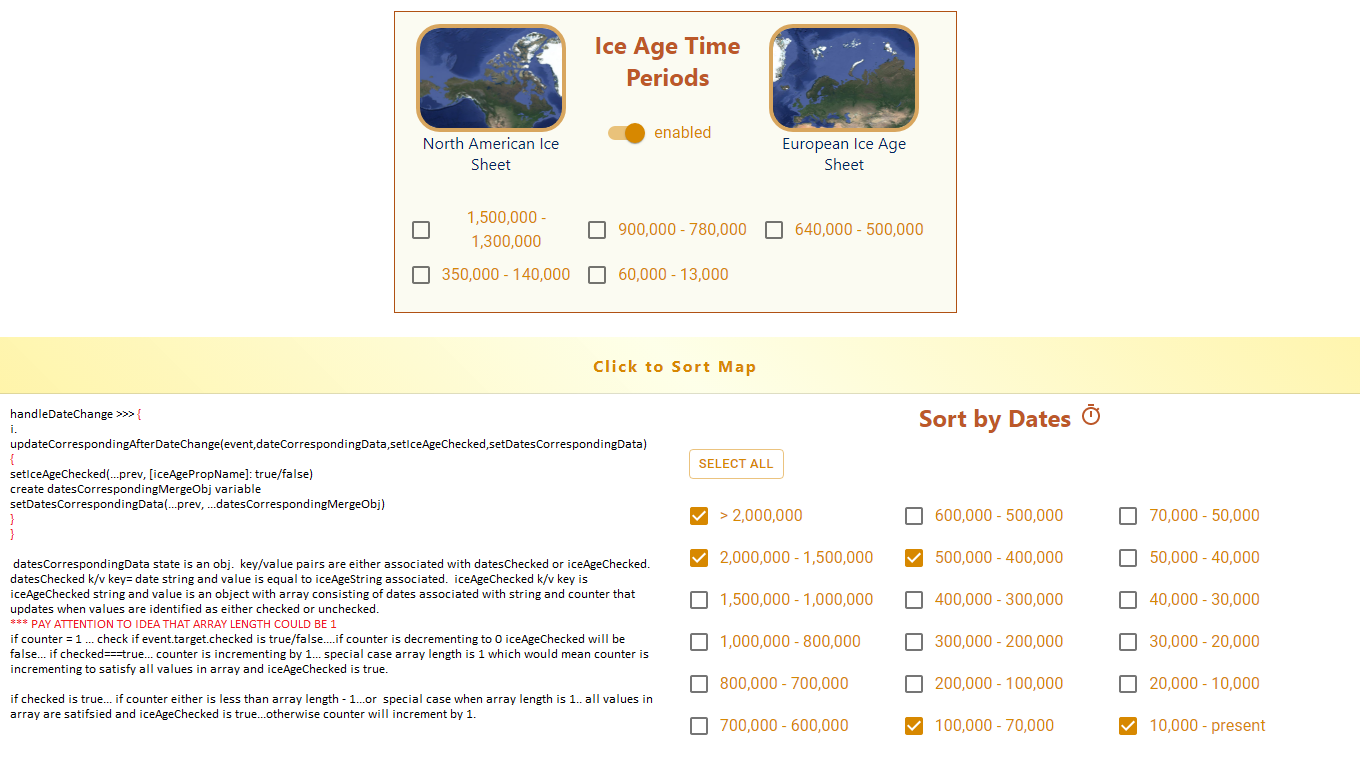 Ice Age Time
Periods
enabled
North American Ice
Sheet
European Ice Age
Sheet
1,500,000 -
1,300,000
900,000 - 780,000
640,000 - 500,000
350,000 - 140,000
60,000 - 13,000
Click to Sort Map
handleDateChange >>> {
i.
updateCorrespondingAfterDateChange(event,dateCorrespondingData,setIceAgeChecked,setDatesCorrespondingData)
{
setIceAgeChecked(...prev, [iceAgePropName]: true/false)
create datesCorrespondingMergeObj variable
setDatesCorrespondingData(...prev, ...datesCorrespondingMergeObj)
}
}
datesCorrespondingData state is an obj.  key/value pairs are either associated with datesChecked or iceAgeChecked.
datesChecked k/v key= date string and value is equal to iceAgeString associated.  iceAgeChecked k/v key is
iceAgeChecked string and value is an object with array consisting of dates associated with string and counter that
updates when values are identified as either checked or unchecked.
*** PAY ATTENTION TO IDEA THAT ARRAY LENGTH COULD BE 1
if counter = 1 ... check if event.target.checked is true/false....if counter is decrementing to 0 iceAgeChecked will be
false... if checked===true... counter is incrementing by 1... special case array length is 1 which would mean counter is
incrementing to satisfy all values in array and iceAgeChecked is true.
if checked is true... if counter either is less than array length - 1...or  special case when array length is 1.. all values in
array are satifsied and iceAgeChecked is true...otherwise counter will increment by 1.
Sort by Dates
SELECT ALL
> 2,000,000
600,000 - 500,000
70,000 - 50,000
2,000,000 - 1,500,000
500,000 - 400,000
50,000 - 40,000
1,500,000 - 1,000,000
400,000 - 300,000
40,000 - 30,000
1,000,000 - 800,000
300,000 - 200,000
30,000 - 20,000
800,000 - 700,000
200,000 - 100,000
20,000 - 10,000
700,000 - 600,000
100,000 - 70,000
10,000 - present